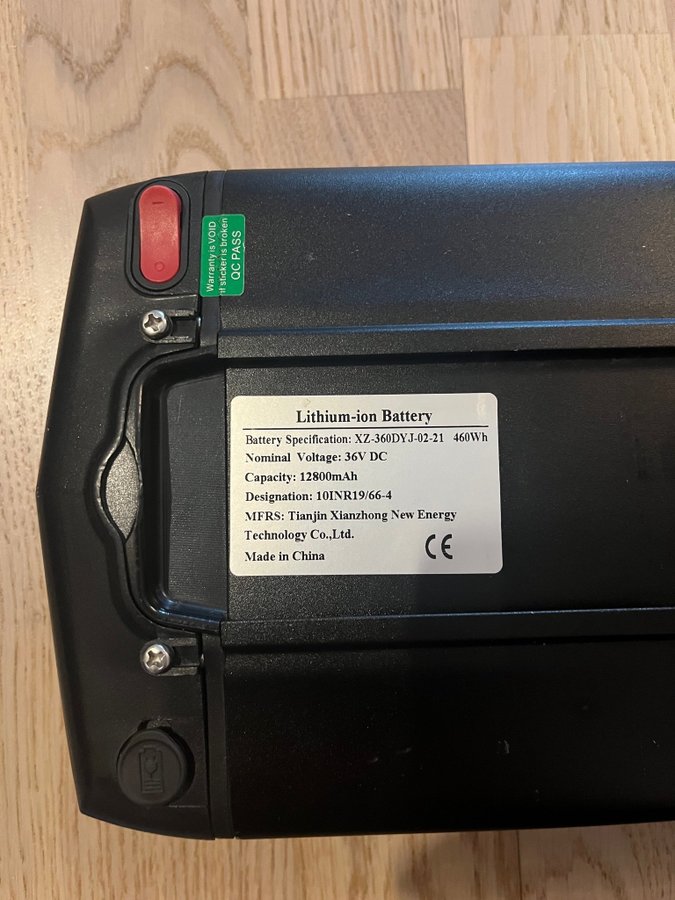 Warranty is VOID
if sticker is broken
QC PASS
Lithium-ion Battery
Battery Specification: XZ-360DYJ-02-21 460Wh
Nominal Voltage: 36V DC
Capacity: 12800mAh
Designation: 10INR19/66-4
MFRS: Tianjin Xianzhong New Energy
Technology Co.,Ltd.
Made in China
CE